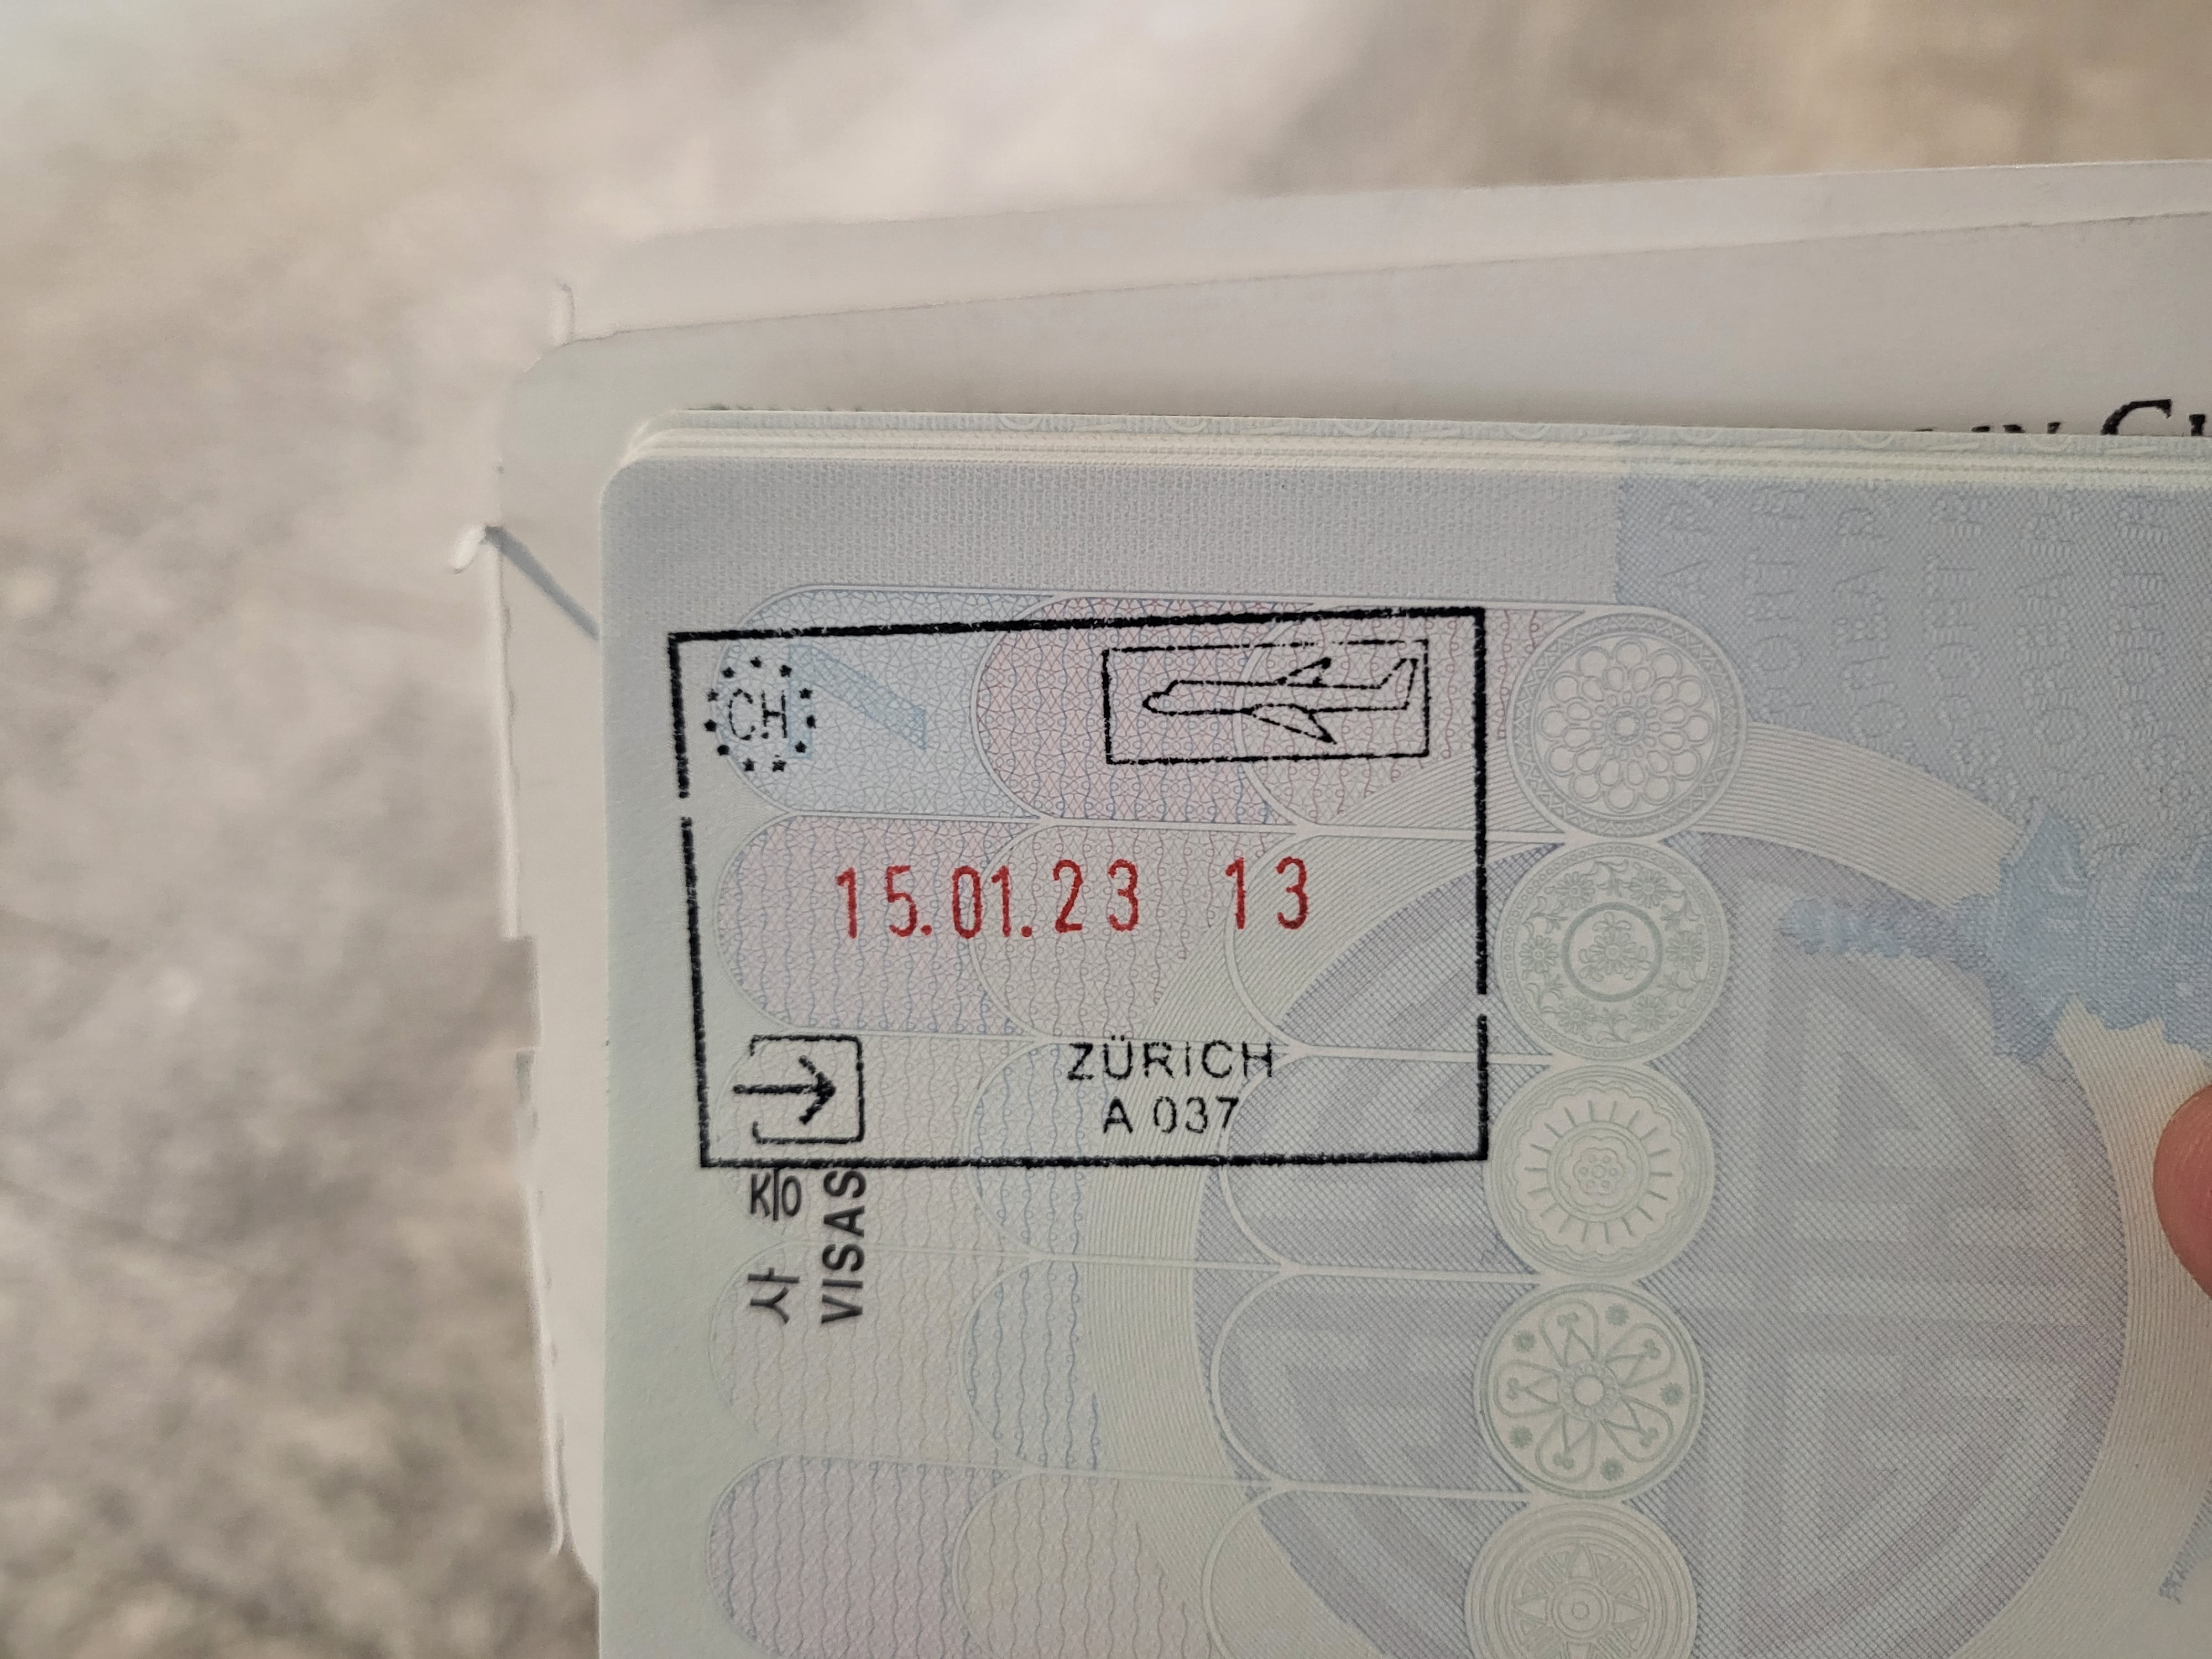 CH
15.01.23 13
ZÜRICH
A 037
사증
VISAS